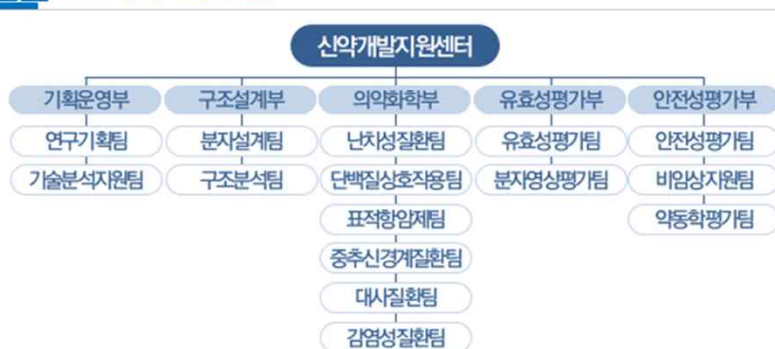 신약개발지원센터
기획운영부 구조설계부 의약화학부 유효성평가부 안전성평가부
연구기획팀 분자설계팀 난치성질환팀 유효성평가팀 안전성평가팀
기술분석지원팀 구조분석팀 단백질상호작용팀 분자영상평가팀 비임상지원팀
표적항암제팀 약동학평가팀
중추신경계질환팀
대사질환팀
감염성질환팀